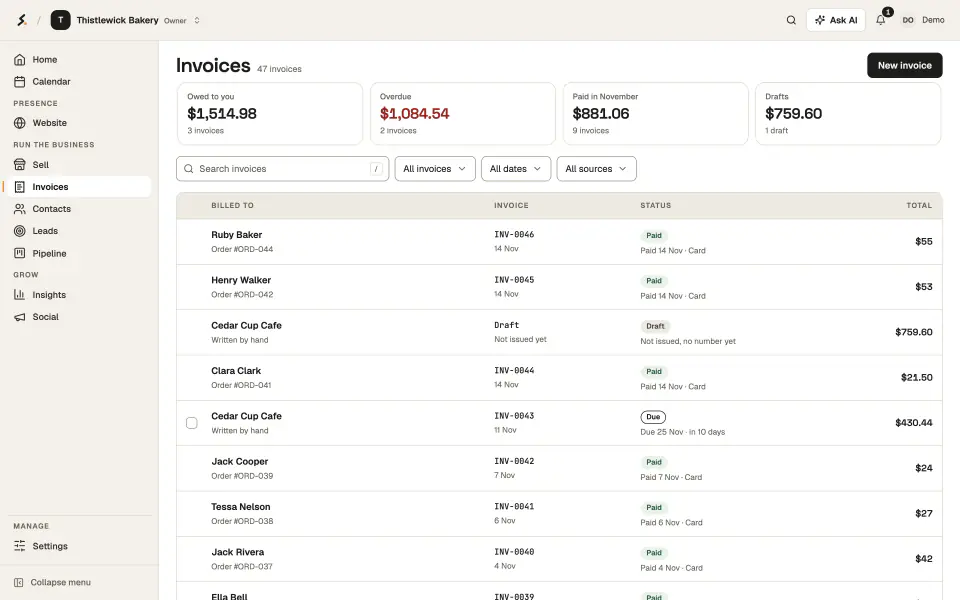 T Thistlewick Bakery Owner
Ask AI
1
DO Demo
Home
Calendar
PRESENCE
Website
RUN THE BUSINESS
Sell
Invoices
Contacts
Leads
Pipeline
GROW
Insights
Social
MANAGE
Settings
Collapse menu
Invoices 47 invoices
New invoice
Owed to you
$1,514.98
3 invoices
Overdue
$1,084.54
2 invoices
Paid in November
$881.06
9 invoices
Drafts
$759.60
1 draft
Search invoices /
All invoices
All dates
All sources
BILLED TO INVOICE STATUS TOTAL
Ruby Baker INV-0046 Paid $55
Order #ORD-044 14 Nov Paid 14 Nov · Card
Henry Walker INV-0045 Paid $53
Order #ORD-042 14 Nov Paid 14 Nov · Card
Cedar Cup Cafe Draft Draft $759.60
Written by hand Not issued yet Not issued, no number yet
Clara Clark INV-0044 Paid $21.50
Order #ORD-041 14 Nov Paid 14 Nov · Card
Cedar Cup Cafe INV-0043 Due $430.44
Written by hand 11 Nov Due 25 Nov · in 10 days
Jack Cooper INV-0042 Paid $24
Order #ORD-039 7 Nov Paid 7 Nov · Card
Tessa Nelson INV-0041 Paid $27
Order #ORD-038 6 Nov Paid 6 Nov · Card
Jack Rivera INV-0040 Paid $42
Order #ORD-037 4 Nov Paid 4 Nov · Card
Ella Bell INV-0039 Paid